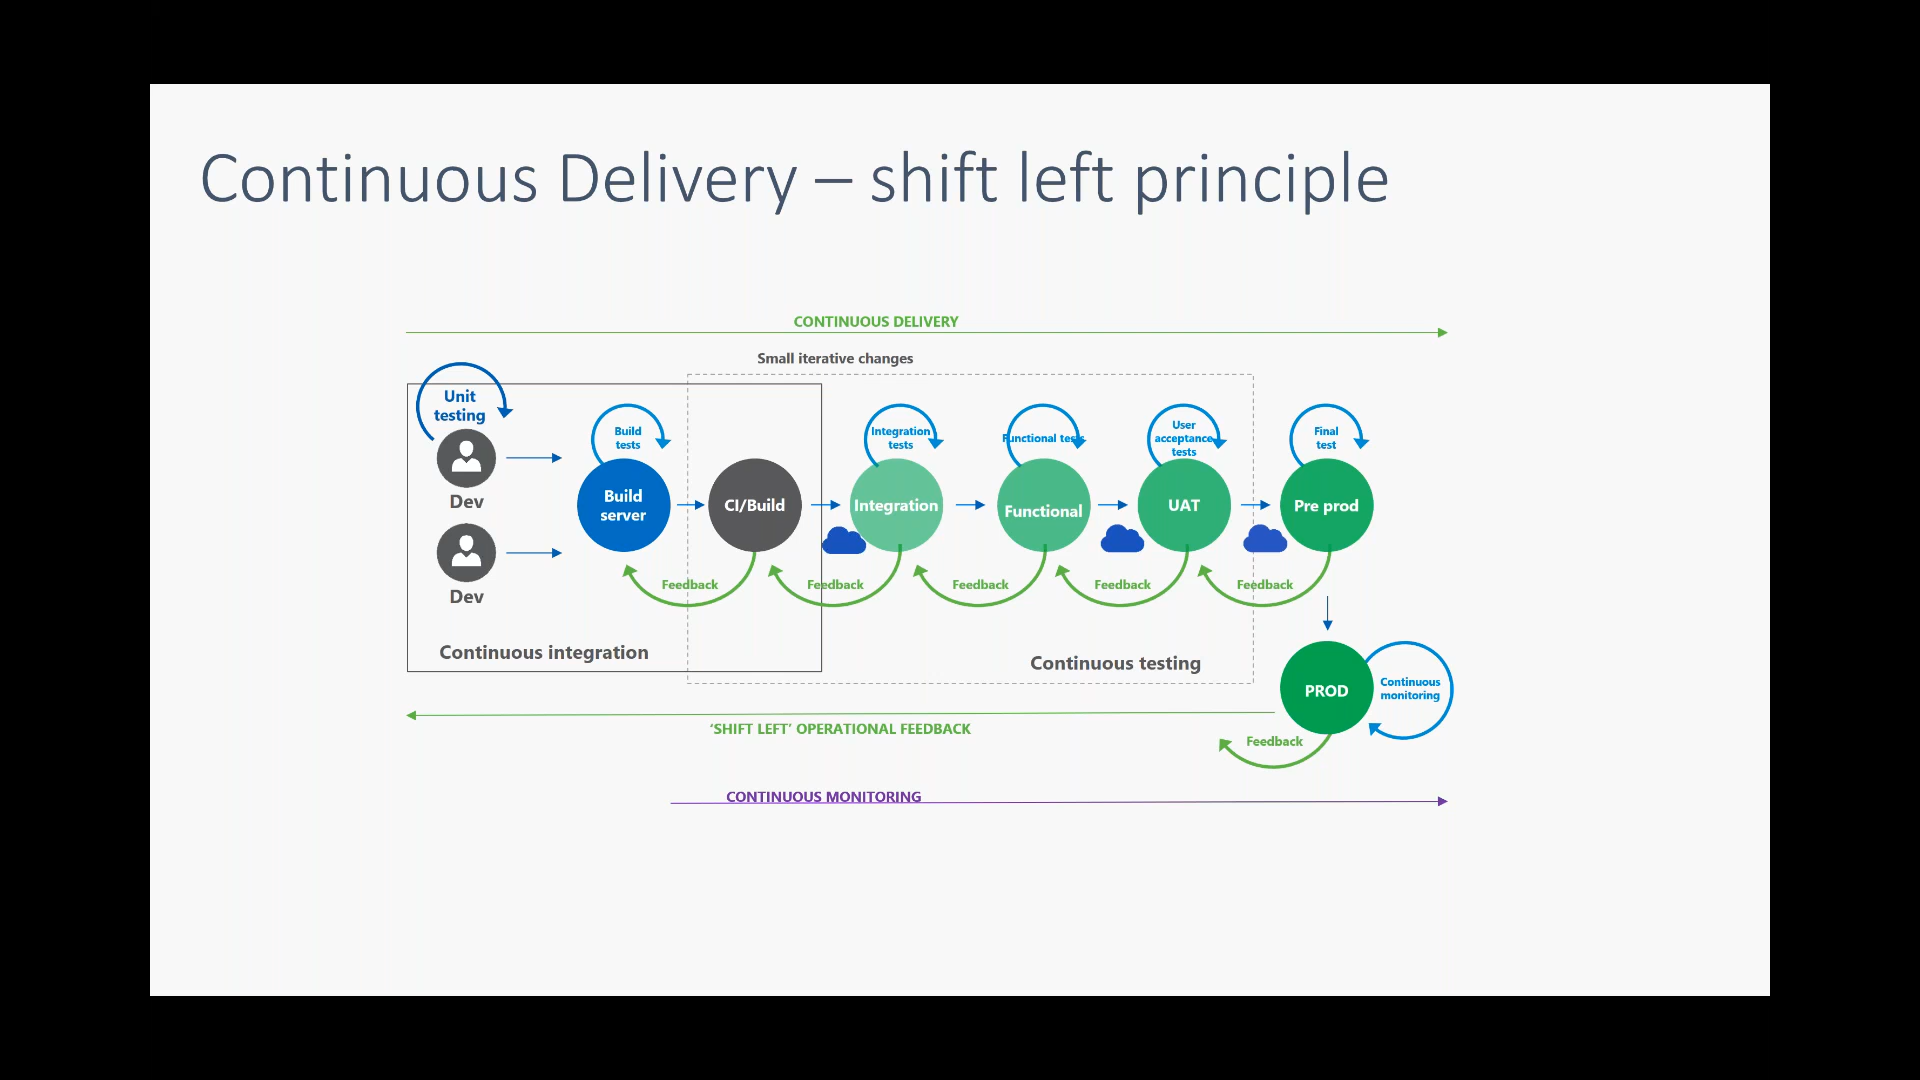 Continuous Delivery – shift left principle
CONTINUOUS DELIVERY
Small iterative changes
Unit
testing
Dev
Dev
Build
tests
Build
server
CI/Build
Integration
tests
Integration
Functional tests
Functional
User
acceptance
tests
UAT
Final
test
Pre prod
Feedback
Feedback
Feedback
Feedback
Feedback
Continuous integration
Continuous testing
PROD
Continuous
monitoring
Feedback
‘SHIFT LEFT’ OPERATIONAL FEEDBACK
CONTINUOUS MONITORING